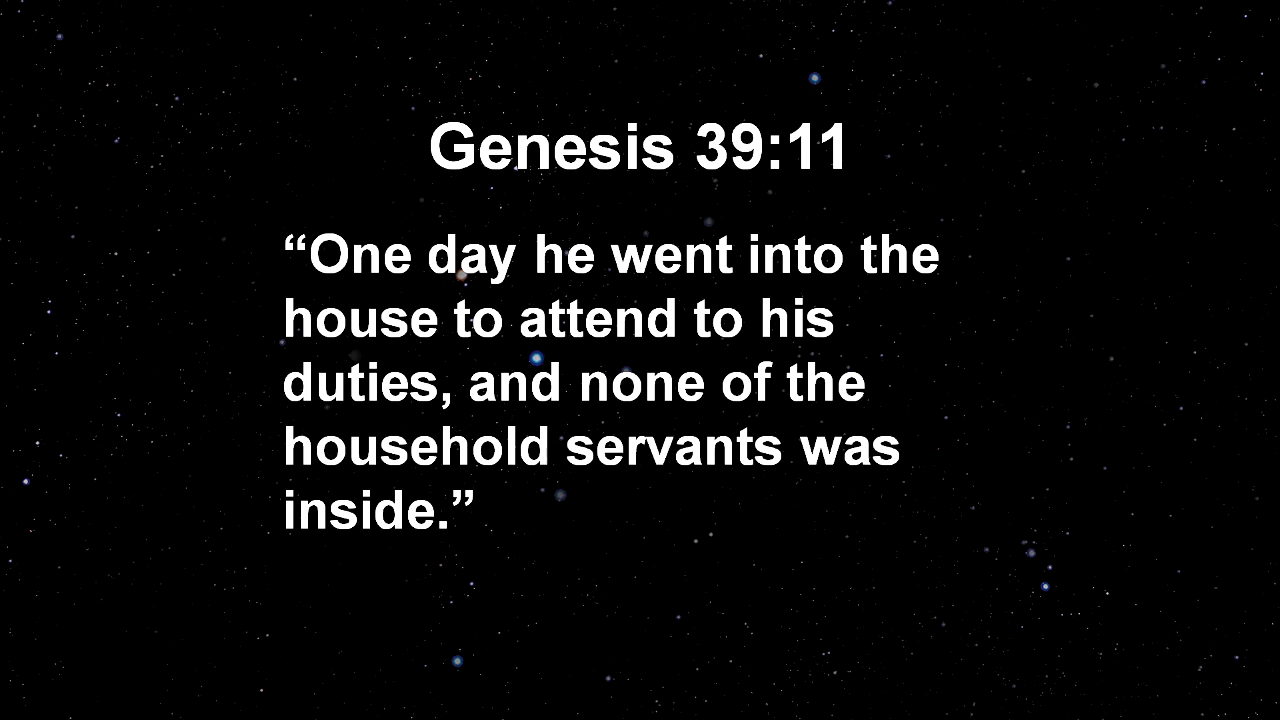 Genesis 39:11
“One day he went into the
house to attend to his
duties, and none of the
household servants was
inside.”